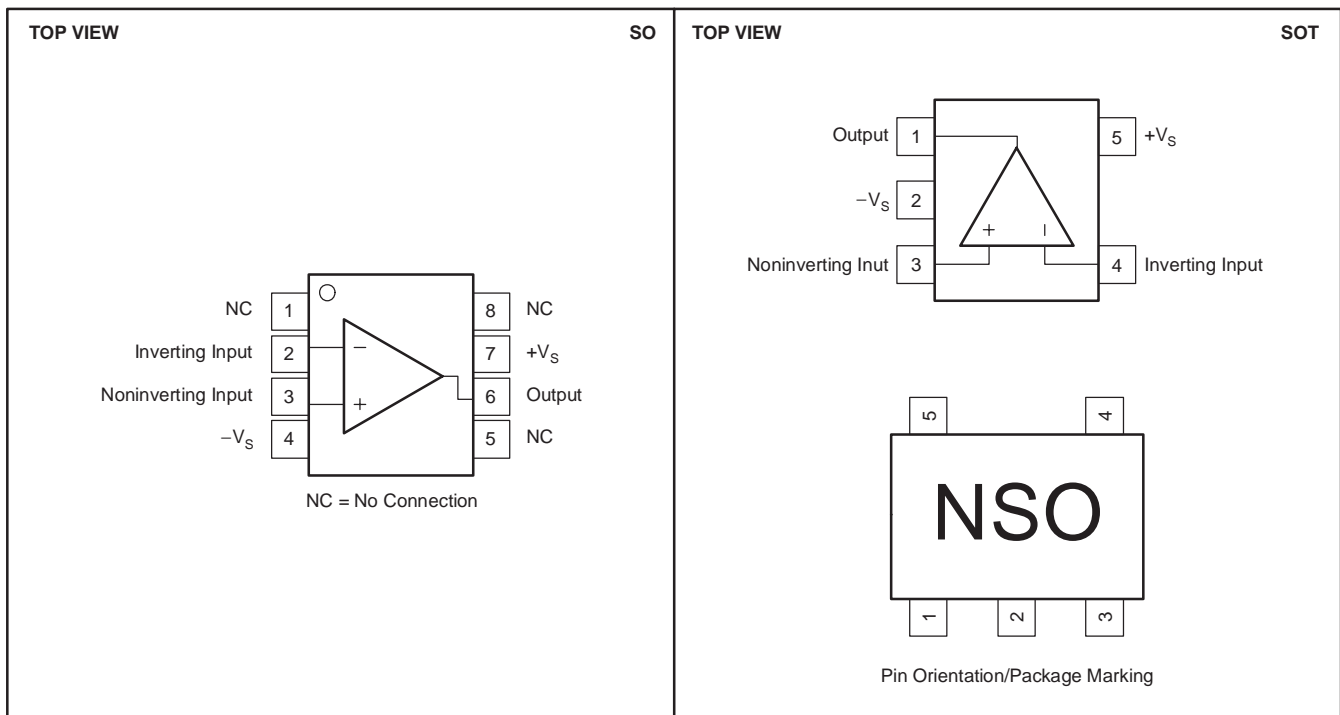 TOP VIEW SO
NC 1 8 NC
Inverting Input 2 − 7 +VS
Noninverting Input 3 + 6 Output
−VS 4 5 NC
NC = No Connection
TOP VIEW SOT
Output 1 5 +VS
−VS 2
+ −
Noninverting Inut 3 4 Inverting Input
5 4
NSO
1 2 3
Pin Orientation/Package Marking